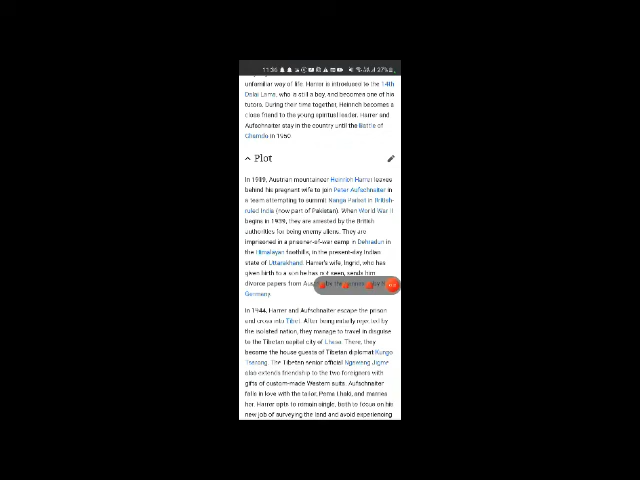 11:56 27%
unfamiliar way of life. Harrer is introduced to the 14th
Dalai Lama, who is still a boy, and becomes one of his
tutors. During their time together, Heinrich becomes a
close friend to the young spiritual leader. Harrer and
Aufschnaiter stay in the country until the Battle of
Chamdo in 1950.
Plot
In 1939, Austrian mountaineer Heinrich Harrer leaves
behind his pregnant wife to join Peter Aufschnaiter in
a team attempting to summit Nanga Parbat in British-
ruled India (now part of Pakistan). When World War II
begins in 1939, they are arrested by the British
authorities for being enemy aliens. They are
imprisoned in a prisoner-of-war camp in Dehradun in
the Himalayan foothills, in the present-day Indian
state of Uttarakhand. Harrer's wife, Ingrid, who has
given birth to a son he has not seen, sends him
divorce papers from
Germany.
In 1944, Harrer and Aufschnaiter escape the prison
and cross into Tibet. After being initially rejected by
the isolated nation, they manage to travel in disguise
to the Tibetan capital city of Lhasa. There, they
become the house guests of Tibetan diplomat Kungo
Tsarong. The Tibetan senior official Ngawang Jigme
also extends friendship to the two foreigners with
gifts of custom-made Western suits. Aufschnaiter
falls in love with the tailor, Pema Lhaki, and marries
her. Harrer opts to remain single, both to focus on his
new job of surveying the land and avoid experiencing